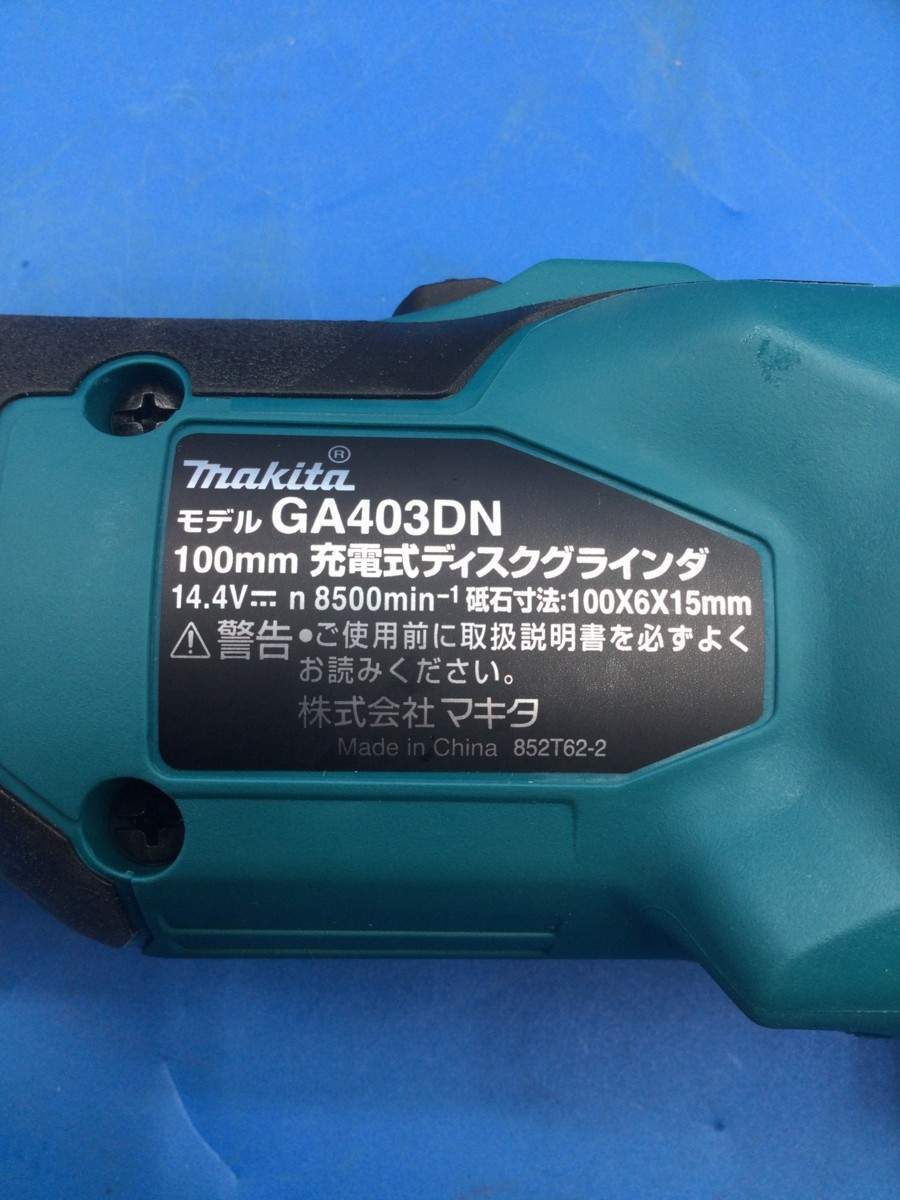 makita®
モデル GA403DN
100mm 充電式ディスクグラインダ
14.4V⎓ n 8500min⁻¹ 砥石寸法:100X6X15mm
⚠警告 ●ご使用前に取扱説明書を必ずよく
お読みください。
株式会社 マキタ
Made in China 852T62-2